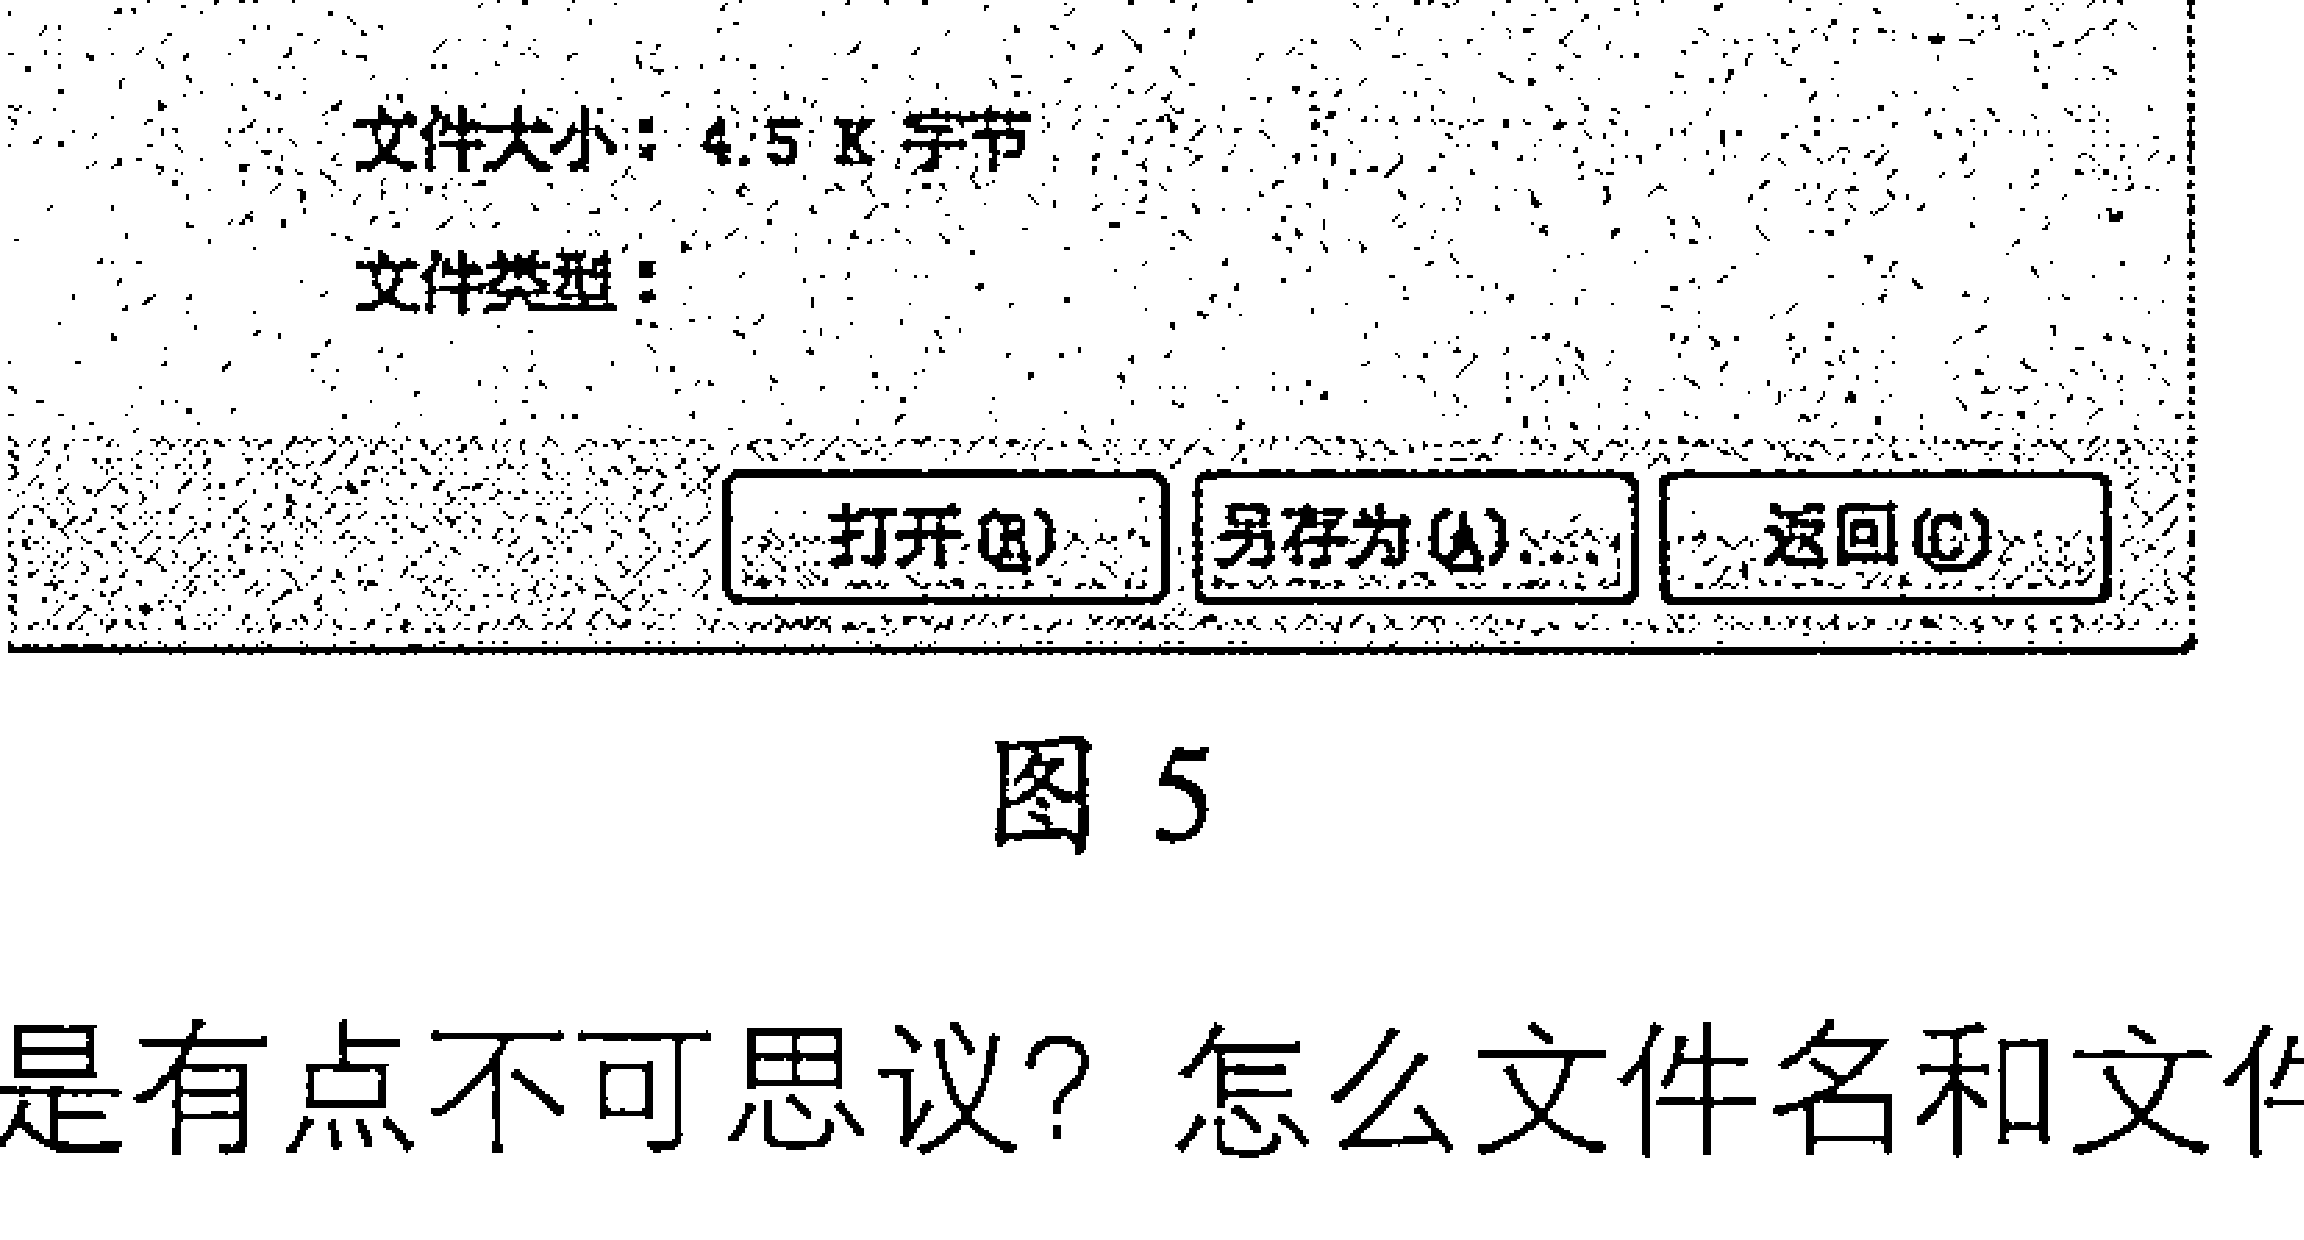 文件大小：4.5 K 字节
文件类型：
打开(R) 另存为(A)... 返回(C)
图 5
是有点不可思议？怎么文件名和文件